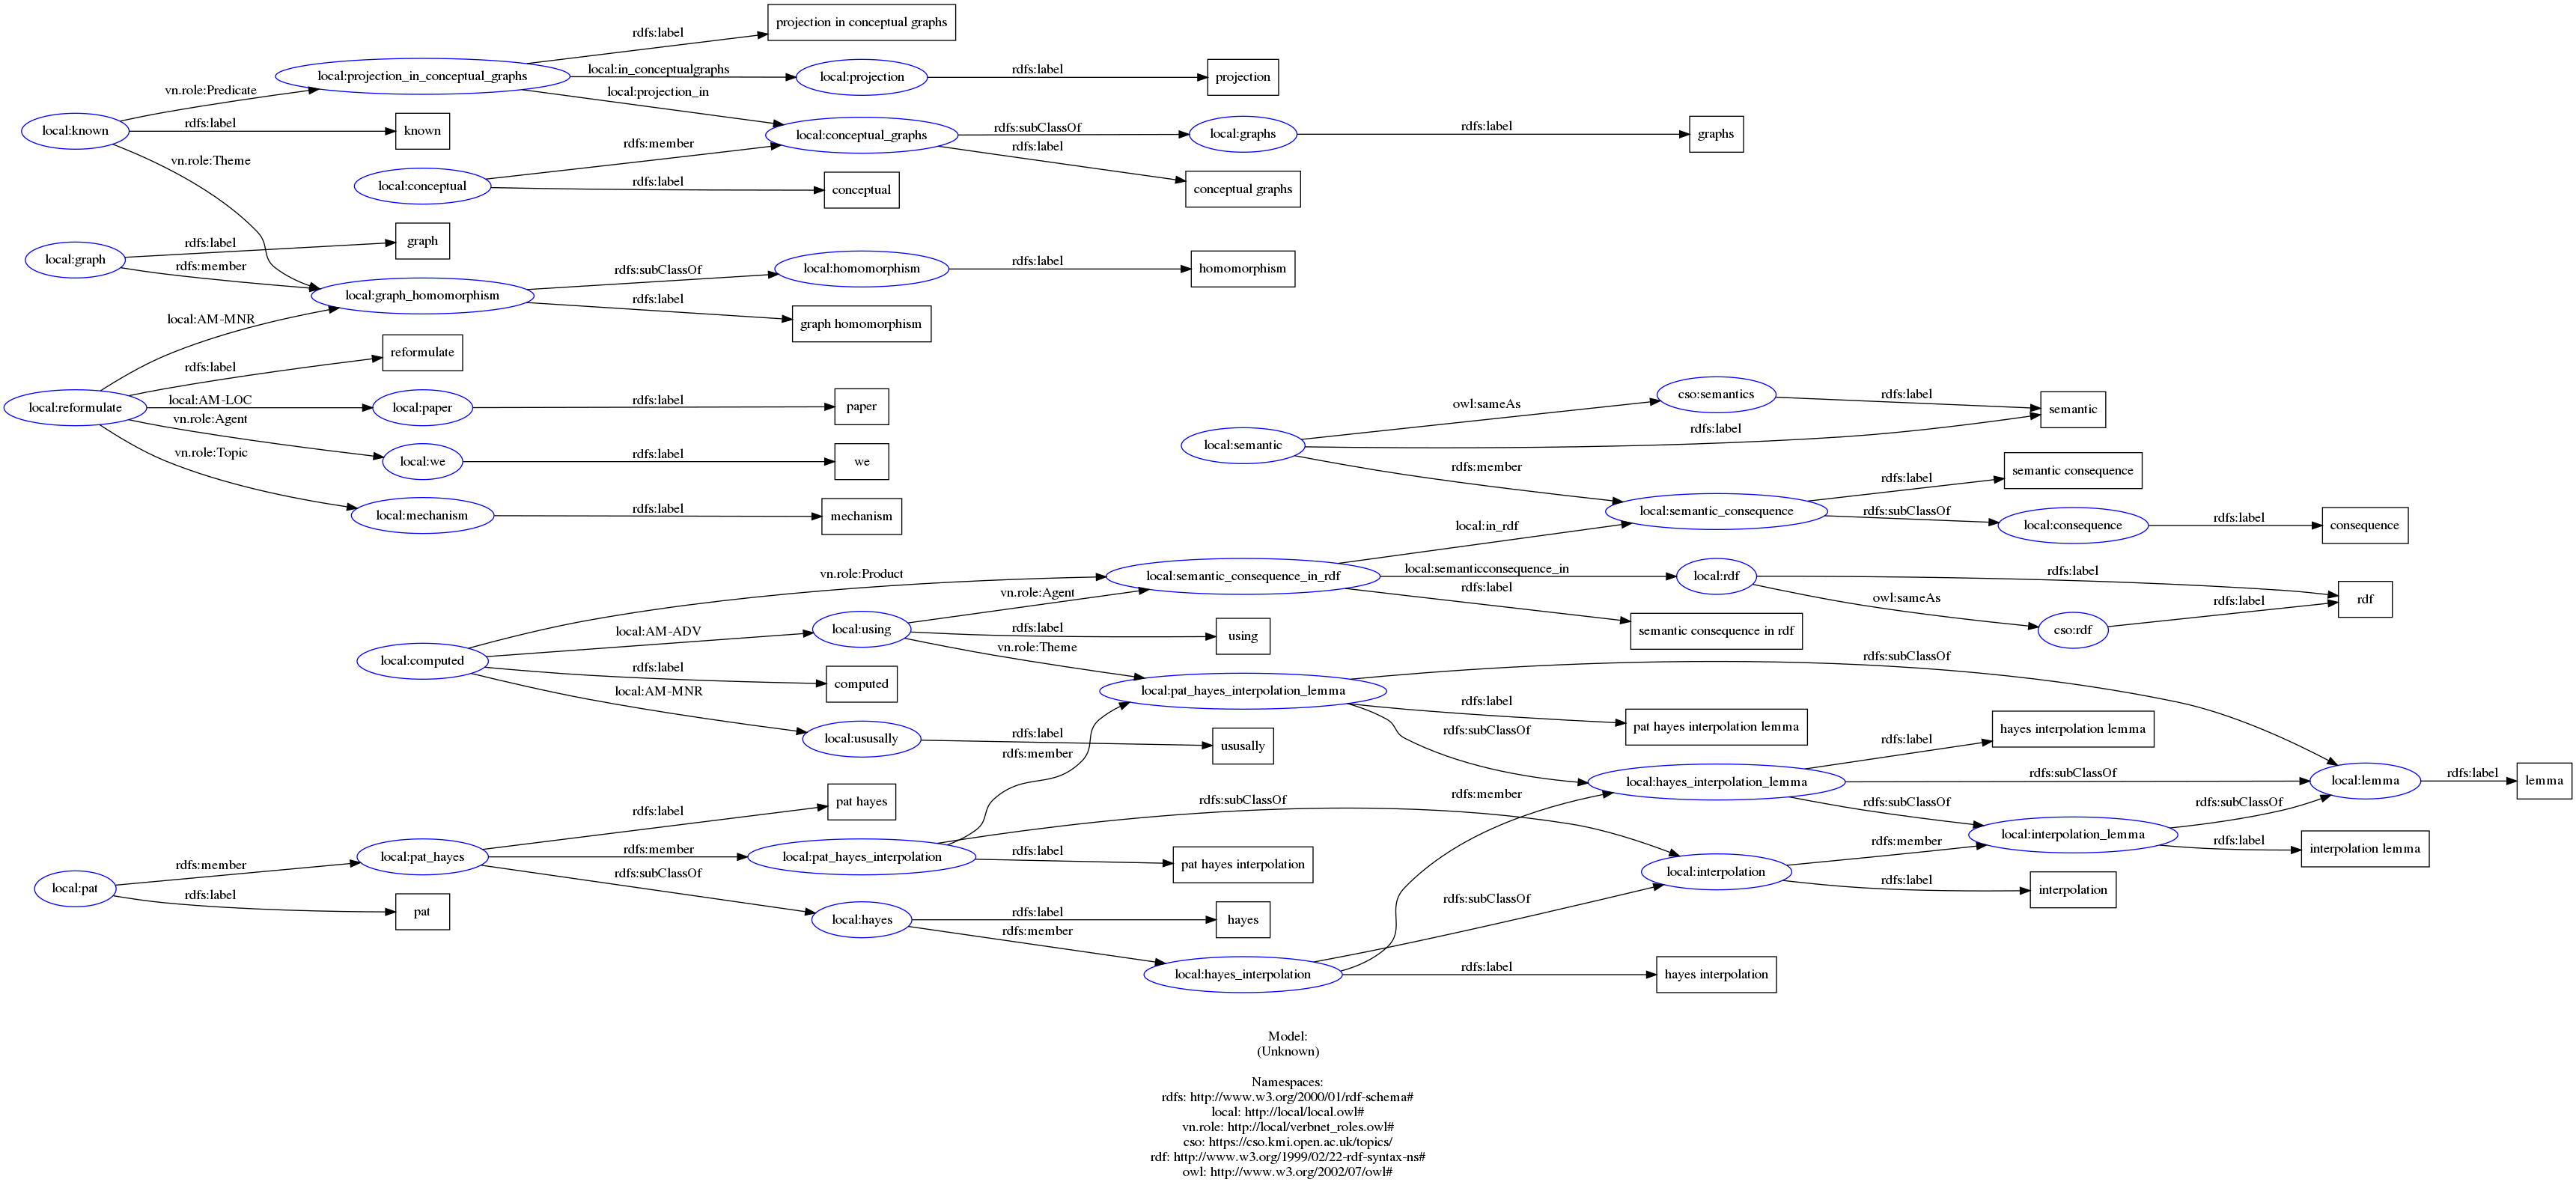 projection in conceptual graphs
rdfs:label
local:projection_in_conceptual_graphs
local:in_conceptualgraphs
local:projection
rdfs:label
projection
vn.role:Predicate
local:projection_in
local:known
rdfs:label
known
local:conceptual_graphs
rdfs:subClassOf
local:graphs
rdfs:label
graphs
vn.role:Theme
rdfs:member
rdfs:label
local:conceptual
rdfs:label
conceptual
conceptual graphs
local:graph
rdfs:label
graph
rdfs:member
rdfs:subClassOf
local:homomorphism
rdfs:label
homomorphism
local:graph_homomorphism
rdfs:label
graph homomorphism
local:AM-MNR
rdfs:label
reformulate
local:reformulate
local:AM-LOC
local:paper
rdfs:label
paper
vn.role:Agent
local:we
rdfs:label
we
vn.role:Topic
local:mechanism
rdfs:label
mechanism
owl:sameAs
cso:semantics
rdfs:label
semantic
local:semantic
rdfs:label
rdfs:member
rdfs:label
semantic consequence
local:semantic_consequence
rdfs:subClassOf
local:consequence
rdfs:label
consequence
local:in_rdf
vn.role:Product
local:semantic_consequence_in_rdf
local:semanticconsequence_in
local:rdf
rdfs:label
rdf
vn.role:Agent
rdfs:label
owl:sameAs
rdfs:label
local:using
rdfs:label
using
semantic consequence in rdf
cso:rdf
local:AM-ADV
vn.role:Theme
local:computed
rdfs:label
computed
local:AM-MNR
local:pat_hayes_interpolation_lemma
rdfs:subClassOf
rdfs:label
pat hayes interpolation lemma
local:ususally
rdfs:label
ususally
rdfs:subClassOf
rdfs:label
hayes interpolation lemma
rdfs:member
local:hayes_interpolation_lemma
rdfs:subClassOf
local:lemma
rdfs:label
lemma
rdfs:label
pat hayes
rdfs:subClassOf
rdfs:member
rdfs:subClassOf
rdfs:subClassOf
local:interpolation_lemma
rdfs:label
interpolation lemma
local:pat
rdfs:member
local:pat_hayes
rdfs:member
local:pat_hayes_interpolation
rdfs:label
pat hayes interpolation
local:interpolation
rdfs:member
rdfs:label
interpolation
rdfs:label
pat
rdfs:subClassOf
local:hayes
rdfs:label
hayes
rdfs:subClassOf
rdfs:member
local:hayes_interpolation
rdfs:label
hayes interpolation
Model:
(Unknown)
Namespaces:
rdfs: http://www.w3.org/2000/01/rdf-schema#
local: http://local/local.owl#
vn.role: http://local/verbnet_roles.owl#
cso: https://cso.kmi.open.ac.uk/topics/
rdf: http://www.w3.org/1999/02/22-rdf-syntax-ns#
owl: http://www.w3.org/2002/07/owl#